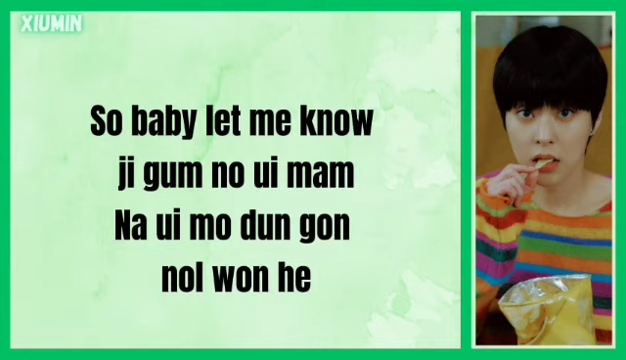 XIUMIN
So baby let me know
ji gum no ui mam
Na ui mo dun gon
nol won he